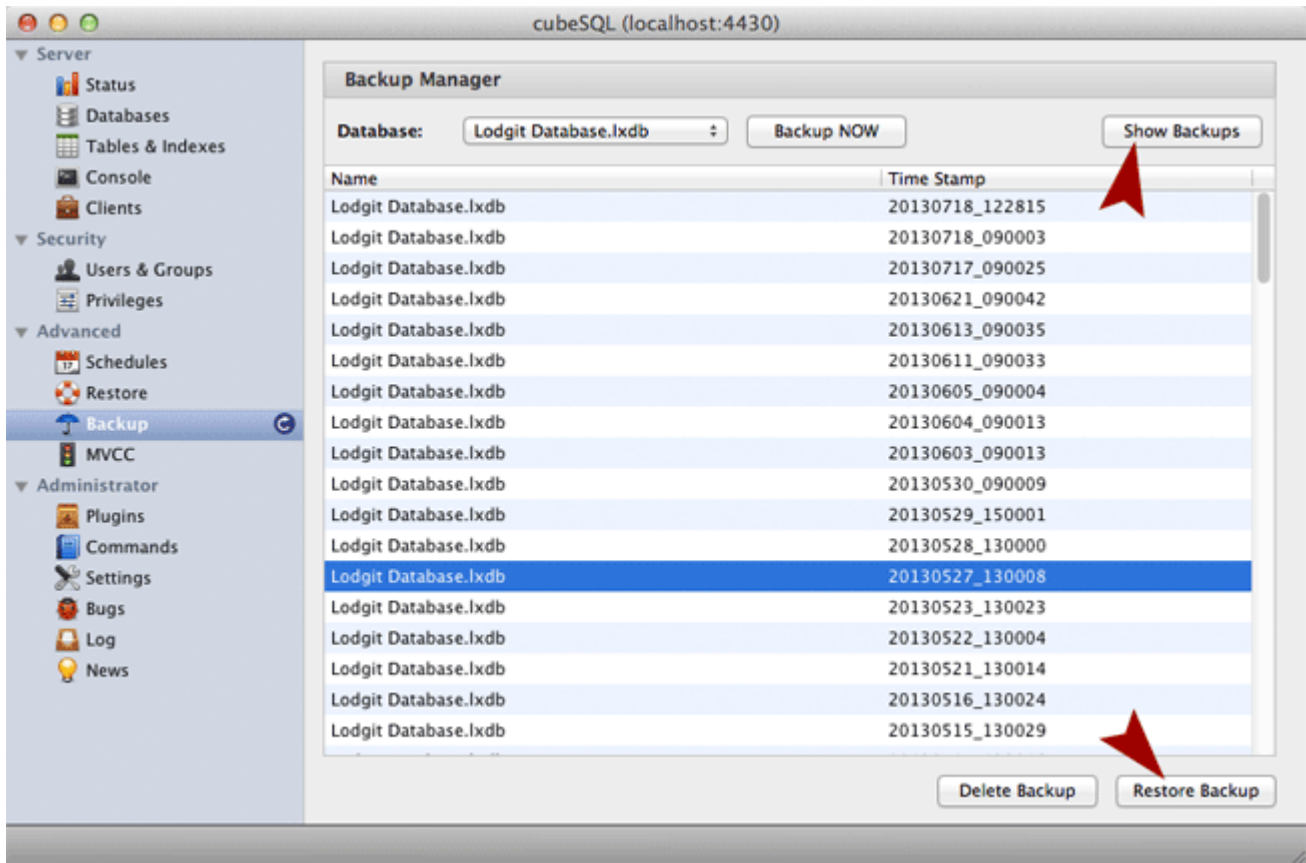 cubeSQL (localhost:4430)
Server
Status
Databases
Tables & Indexes
Console
Clients
Security
Users & Groups
Privileges
Advanced
Schedules
17
Restore
Backup
MVCC
Administrator
Plugins
Commands
Settings
Bugs
Log
News
Backup Manager
Database: Lodgit Database.lxdb Backup NOW Show Backups
Name Time Stamp
Lodgit Database.lxdb 20130718_122815
Lodgit Database.lxdb 20130718_090003
Lodgit Database.lxdb 20130717_090025
Lodgit Database.lxdb 20130621_090042
Lodgit Database.lxdb 20130613_090035
Lodgit Database.lxdb 20130611_090033
Lodgit Database.lxdb 20130605_090004
Lodgit Database.lxdb 20130604_090013
Lodgit Database.lxdb 20130603_090013
Lodgit Database.lxdb 20130530_090009
Lodgit Database.lxdb 20130529_150001
Lodgit Database.lxdb 20130528_130000
Lodgit Database.lxdb 20130527_130008
Lodgit Database.lxdb 20130523_130023
Lodgit Database.lxdb 20130522_130004
Lodgit Database.lxdb 20130521_130014
Lodgit Database.lxdb 20130516_130024
Lodgit Database.lxdb 20130515_130029
Delete Backup Restore Backup